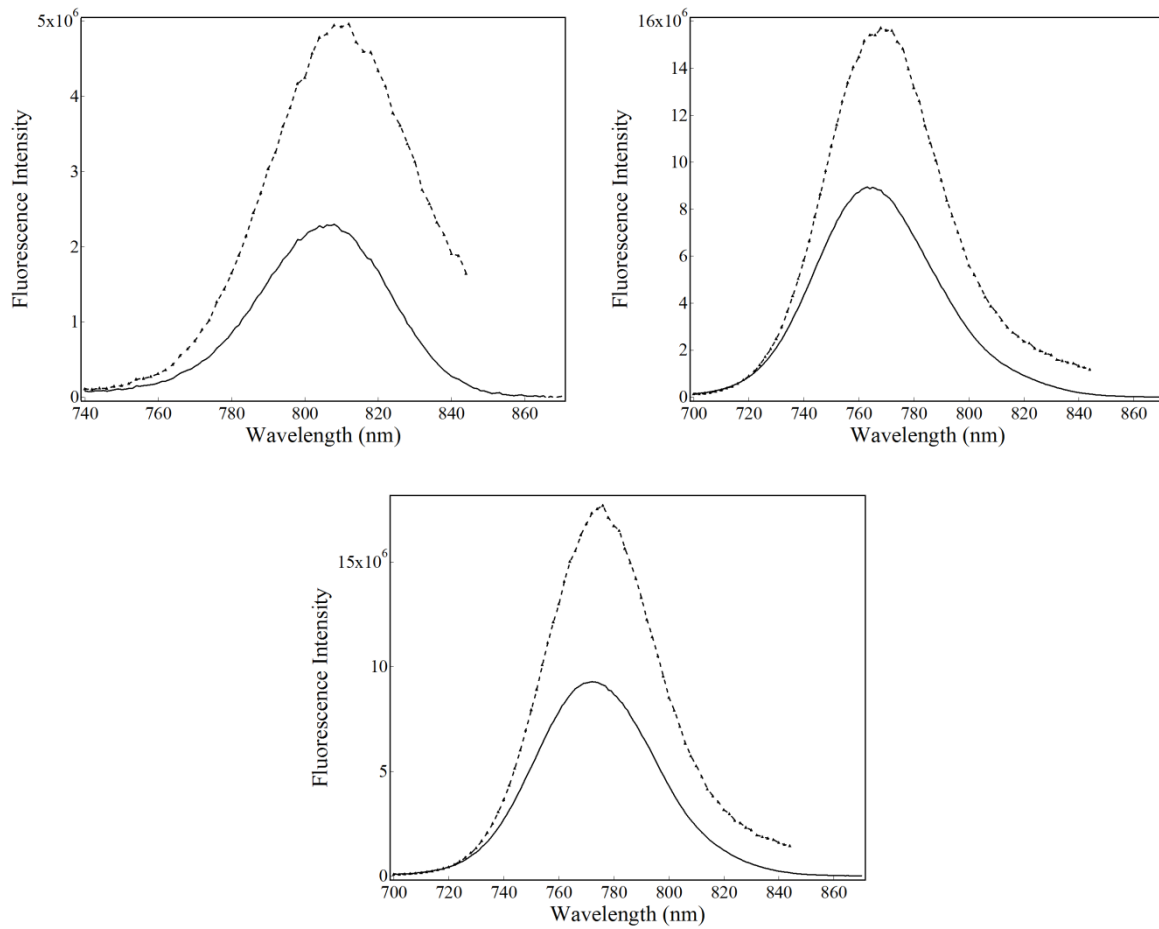 5x10⁶
4
3
2
1
0
Fluorescence Intensity
740 760 780 800 820 840 860
Wavelength (nm)
16x10⁶
14
12
10
8
6
4
2
0
Fluorescence Intensity
700 720 740 760 780 800 820 840 860
Wavelength (nm)
15x10⁶
10
5
0
Fluorescence Intensity
700 720 740 760 780 800 820 840 860
Wavelength (nm)